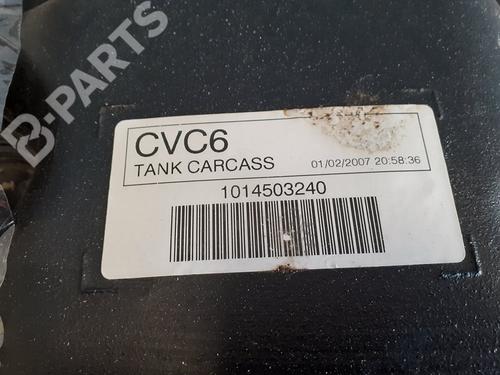 B-PARTS
CVC6
TANK CARCASS 01/02/2007 20:58:36
1014503240